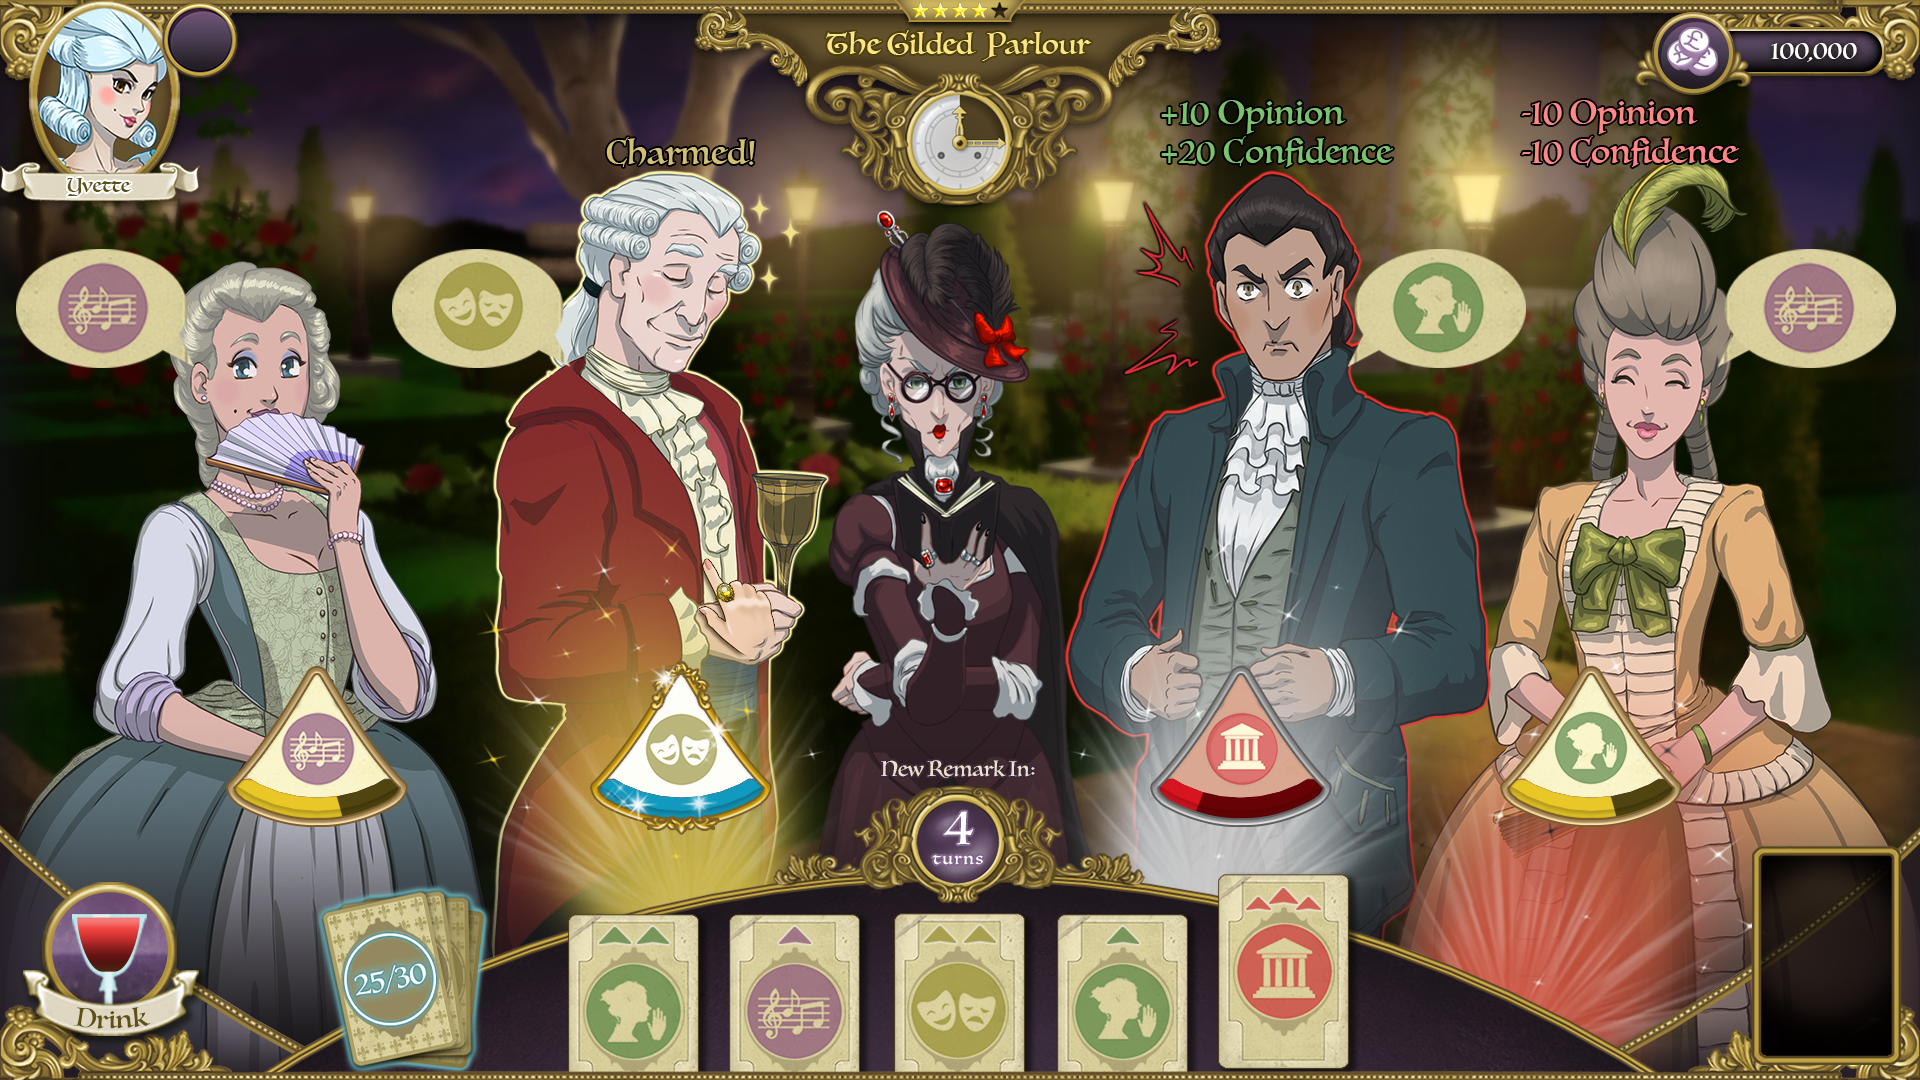 The Gilded Parlour
100,000
Yvette
Charmed!
+10 Opinion
+20 Confidence
-10 Opinion
-10 Confidence
New Remark In:
4
turns
25/30
Drink